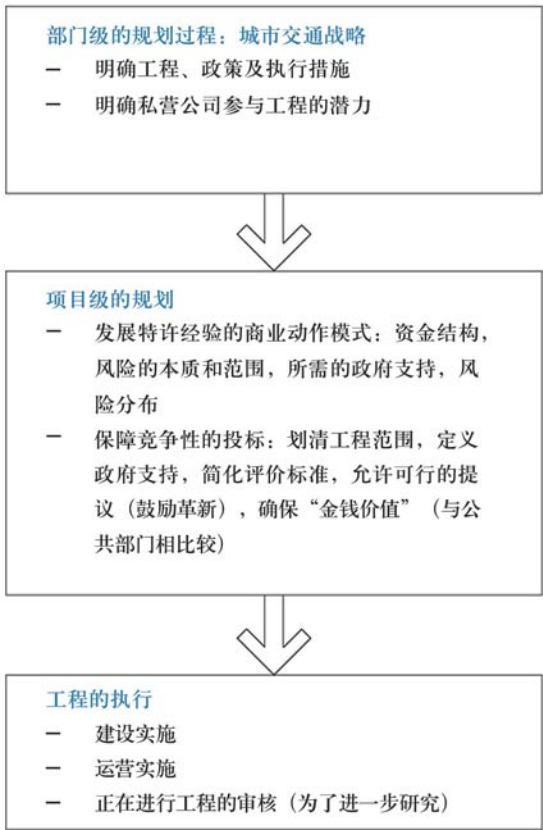 部门级的规划过程：城市交通战略
— 明确工程、政策及执行措施
— 明确私营公司参与工程的潜力
项目级的规划
— 发展特许经验的商业动作模式：资金结构，
风险的本质和范围，所需的政府支持，风
险分布
— 保障竞争性的投标：划清工程范围，定义
政府支持，简化评价标准，允许可行的提
议（鼓励革新），确保“金钱价值”（与公
共部门相比较）
工程的执行
— 建设实施
— 运营实施
— 正在进行工程的审核（为了进一步研究）